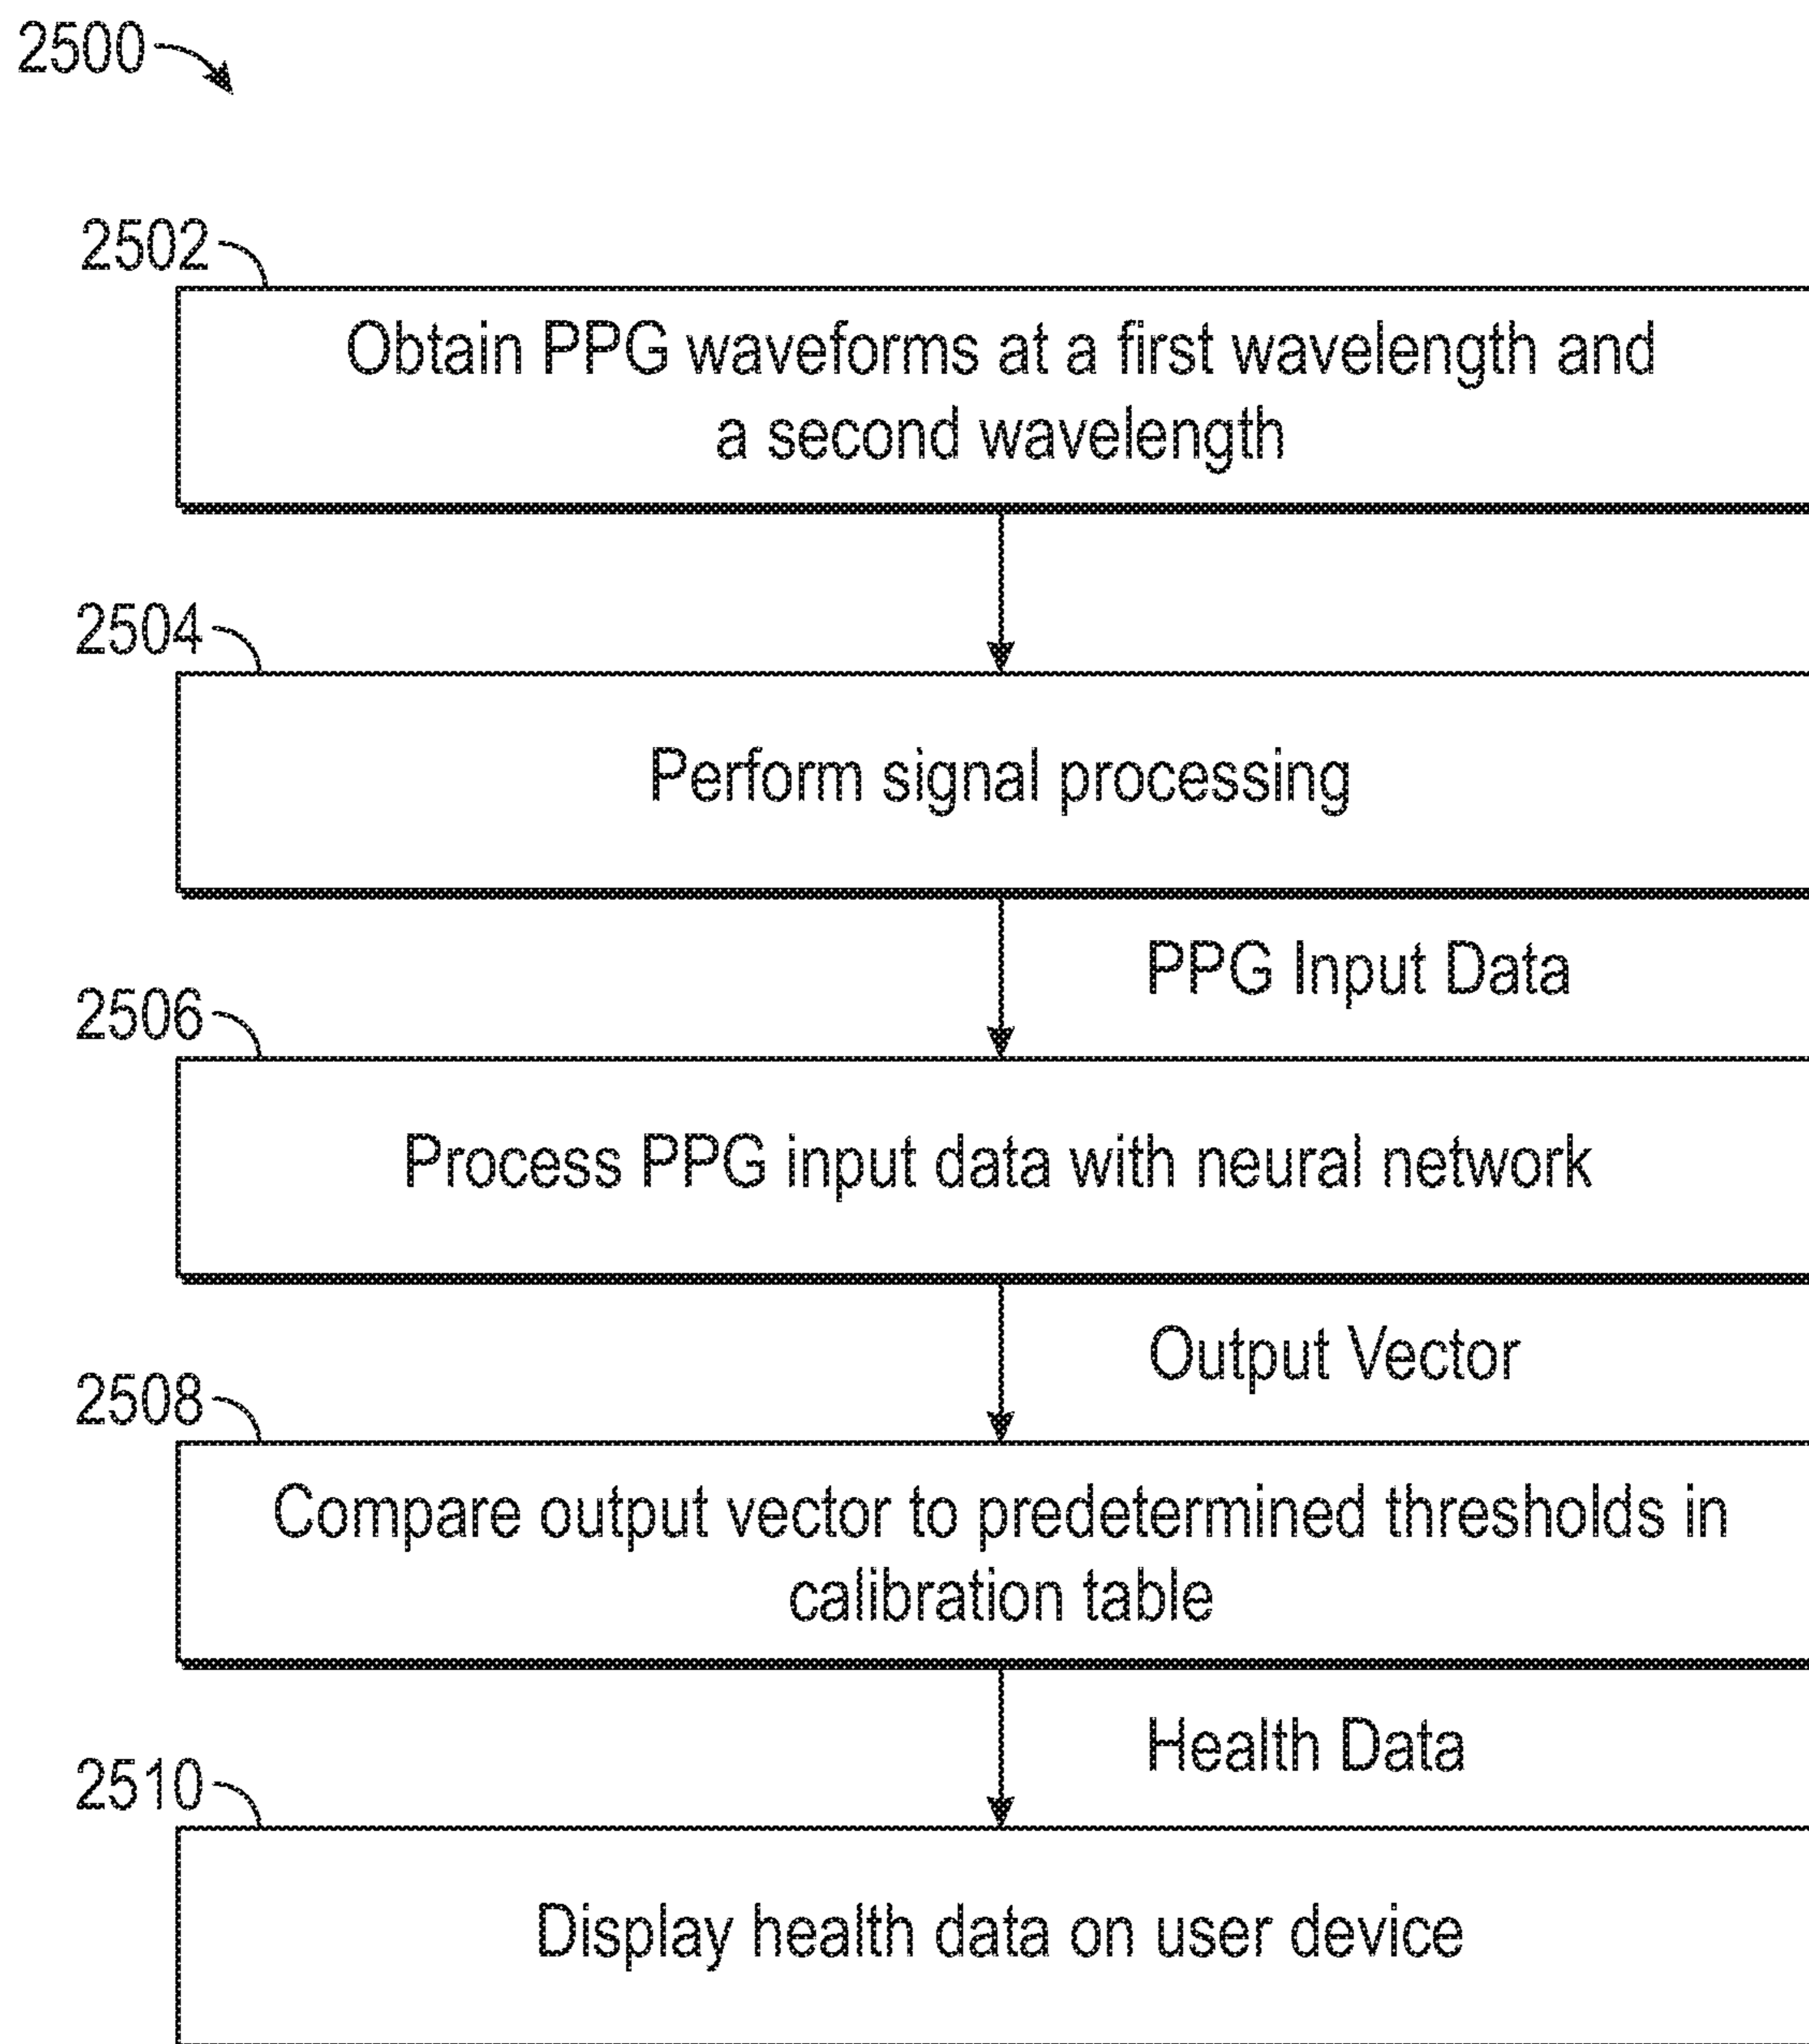 2500
2502
Obtain PPG waveforms at a first wavelength and
a second wavelength
2504
Perform signal processing
PPG Input Data
2506
Process PPG input data with neural network
Output Vector
2508
Compare output vector to predetermined thresholds in
calibration table
Health Data
2510
Display health data on user device